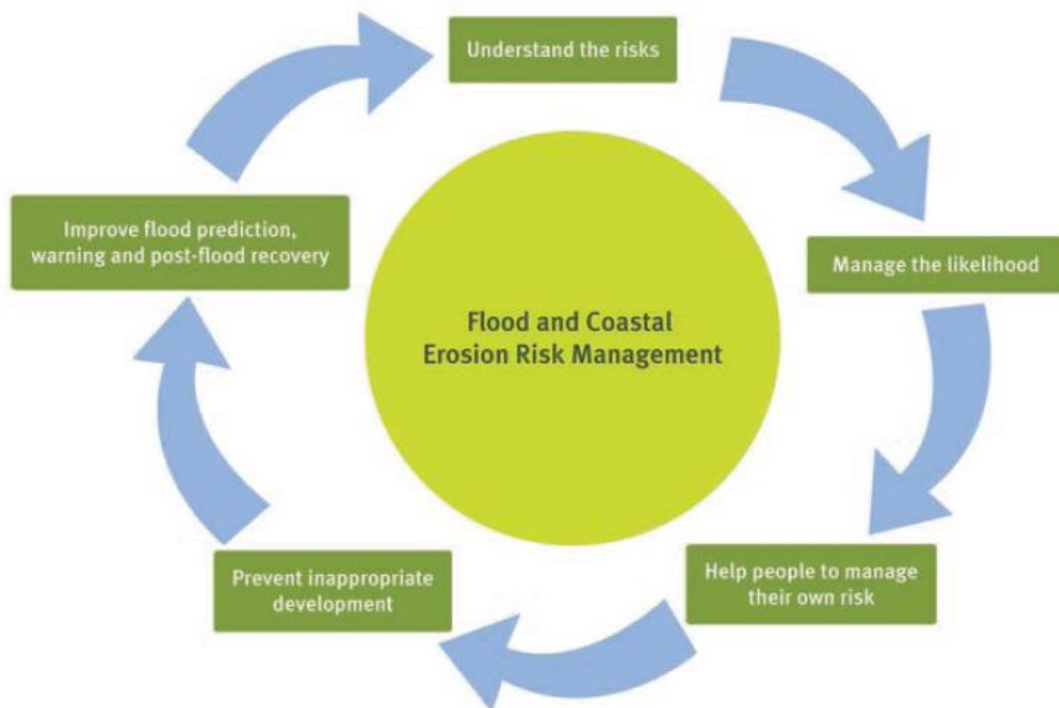 Understand the risks
Manage the likelihood
Help people to manage
their own risk
Prevent inappropriate
development
Improve flood prediction,
warning and post-flood recovery
Flood and Coastal
Erosion Risk Management